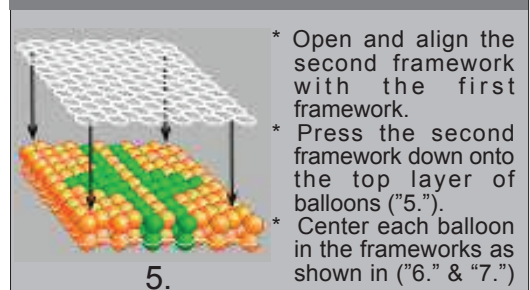 * Open and align the
second framework
with the first
framework.
* Press the second
framework down onto
the top layer of
balloons ("5.").
* Center each balloon
in the frameworks as
shown in ("6." & “7.”)
5.